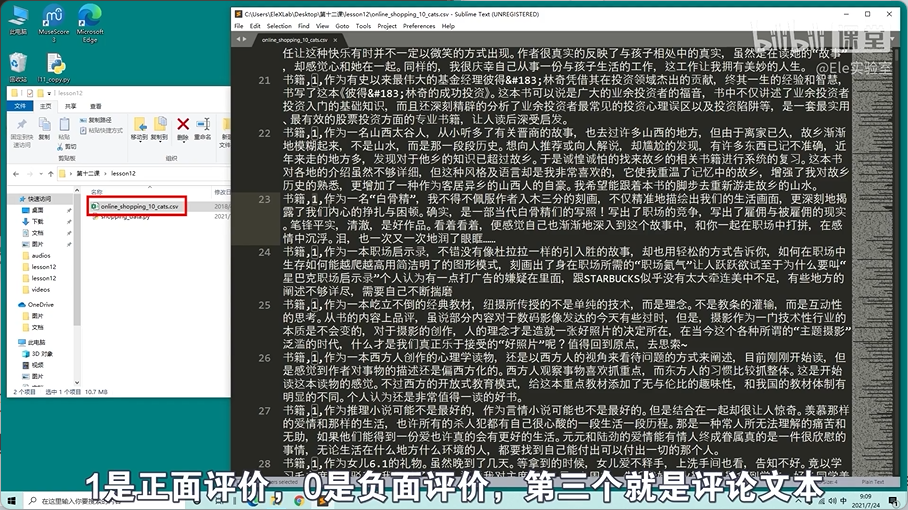 C:\Users\EleXLab\Desktop\第十二课\lesson12\online_shopping_10_cats.csv - Sublime Text (UNREGISTERED)
File Edit Selection Find View Goto Tools Project Preferences Help
online_shopping_10_cats.csv
bilibili 课堂
@Ele实验室
此电脑
MuseScore 3
Microsoft Edge
回收站
l11_copy.py
lesson12
文件 主页 共享 查看
固定到快速访问
复制
粘贴
复制路径
粘贴快捷方式
剪切
移动到
复制到
删除
重命名
剪贴板
组织
第十二课 > lesson12
名称
修改日
online_shopping_10_cats.csv
2018/
shopping_data.py
2021/
快速访问
桌面
下载
文档
图片
audios
lesson12
lesson12
videos
OneDrive
图片
文档
此电脑
3D 对象
视频
图片
2 个项目 选中 1 个项目 10.7 MB
任让这种快乐有时并不一定以微笑的方式出现。作者很真实的反映了与孩子相处中的真实，虽然是在读她的“故事”
，却感觉心和她在一起。同样的，我很庆幸自己从事一份与孩子生活的工作，这工作让我拥有美妙的人生。
21 书籍,1,作为有史以来最伟大的基金经理彼得&#183;林奇凭借其在投资领域杰出的贡献，终其一生的经验和智慧，
书写了这本《彼得&#183;林奇的成功投资》。这本书可以说是广大的业余投资者的福音，书中不仅讲述了业余投资者
投资入门的基础知识，而且还深刻精辟的分析了业余投资者最常见的投资心理误区以及投资陷阱等，是一套最实用
、最有效的股票投资方面的专业书籍，让人读后深受启发。
22 书籍,1,作为一名山西太谷人，从小听多了有关晋商的故事，也去过许多山西的地方，但由于离家已久，故乡渐渐
地模糊起来，不是山水，而是那一段段历史。想向人推荐或向人解说，却尴尬的发现，有许多东西已记不准确，近
年来走的地方多，发现对于他乡的知识已超过故乡。于是诚惶诚怕的找来故乡的相关书籍进行系统的复习。这本书
对各地的介绍虽然不够详细，但这种风格及语言却是我非常喜欢的，它使我重温了记忆中的故乡，增强了我对故乡
历史的熟悉，更增加了一种作为客居异乡的山西人的自豪。我希望能跟着本书的脚步去重新游走故乡的山水。
23 书籍,1,作为一名“白骨精”，我不得不佩服作者入木三分的刻画，不仅精准地描绘出我们的生活画面，更深刻地揭
露了我们内心的挣扎与困顿。确实，是一部当代白骨精们的写照！写出了职场的竞争，写出了雇用与被雇用的现实
。笔锋平实，清澈，是好作品。看着看着，便感觉自己也渐渐地深入到这个故事中，和你一起在职场中打拼，在感
情中沉浮。泪，也一次又一次地润了眼眶……
24 书籍,1,作为一本职场启示录，不错没有像杜拉拉一样的引入胜的故事，却也用轻松的方式告诉你，如何在职场中
生存如何能越爬越高用简洁明了的图形模式，刻画出了身在职场所需的“职场氦气”让人跃跃欲试至于为什么要叫“
星巴克职场启示录“个人认为有一点打广告的嫌疑在里面，跟STARBUCKS似乎没有太大牵连美中不足，有些地方的
阐述不够详尽，需要自己不断揣磨
25 书籍,1,作为一本屹立不倒的经典教材，纽摄所传授的不是单纯的技术，而是理念。不是教条的灌输，而是互动性
的思考。从书的内容上品评，虽说部分内容对于数码影像发达的今天有些过时，但是，摄影作为一门技术性行业的
本质是不会变的，对于摄影的创作，人的理念才是造就一张好照片的决定所在，在当今这个各种所谓的“主题摄影”
泛滥的时代，什么才是我们真正乐于接受的“好照片”呢？值得回到原点，去思索~
26 书籍,1,作为一本西方人创作的心理学读物，还是以西方人的视角来看待问题的方式来阐述，目前刚刚开始读，但
是感觉到作者对事物的描述还是偏西方化的。西方人观察事物喜欢抓重点，而东方人的习惯比较抓整体。这是开始
读这本读物的感觉。不过西方的开放式教育模式，给这本重点教材添加了无与伦比的趣味性，和我国的教材体制有
明显的不同。个人认为还是非常值得一读的好书。
27 书籍,1,作为推理小说可能不是最好的，作为言情小说可能也不是最好的。但是结合在一起却很让人惊奇。羡慕那样
的爱情和那样的生活，也许所有的杀人犯都有自己很心酸的一段生活一段历程。那是一种常人所无法理解的痛苦和
无助，如果他们能得到一份爱也许真的会有更好的生活。元元和陆劲的爱情能有情人终成眷属真的是一件很欣慰的
事情，无论生活在什么地方什么环境的人，都要找到自己能付出可以付出一切的那个人。
28 书籍,1,作为女儿6.1的礼物。虽然晚到了几天。等拿到的时候，女儿爱不释手，上洗手间也看，告知不好。竟以学
1是正面评价，0是负面评价，第三个就是评论文本
Plain Text
在这里输入你要搜
中
9:09
2021/7/24